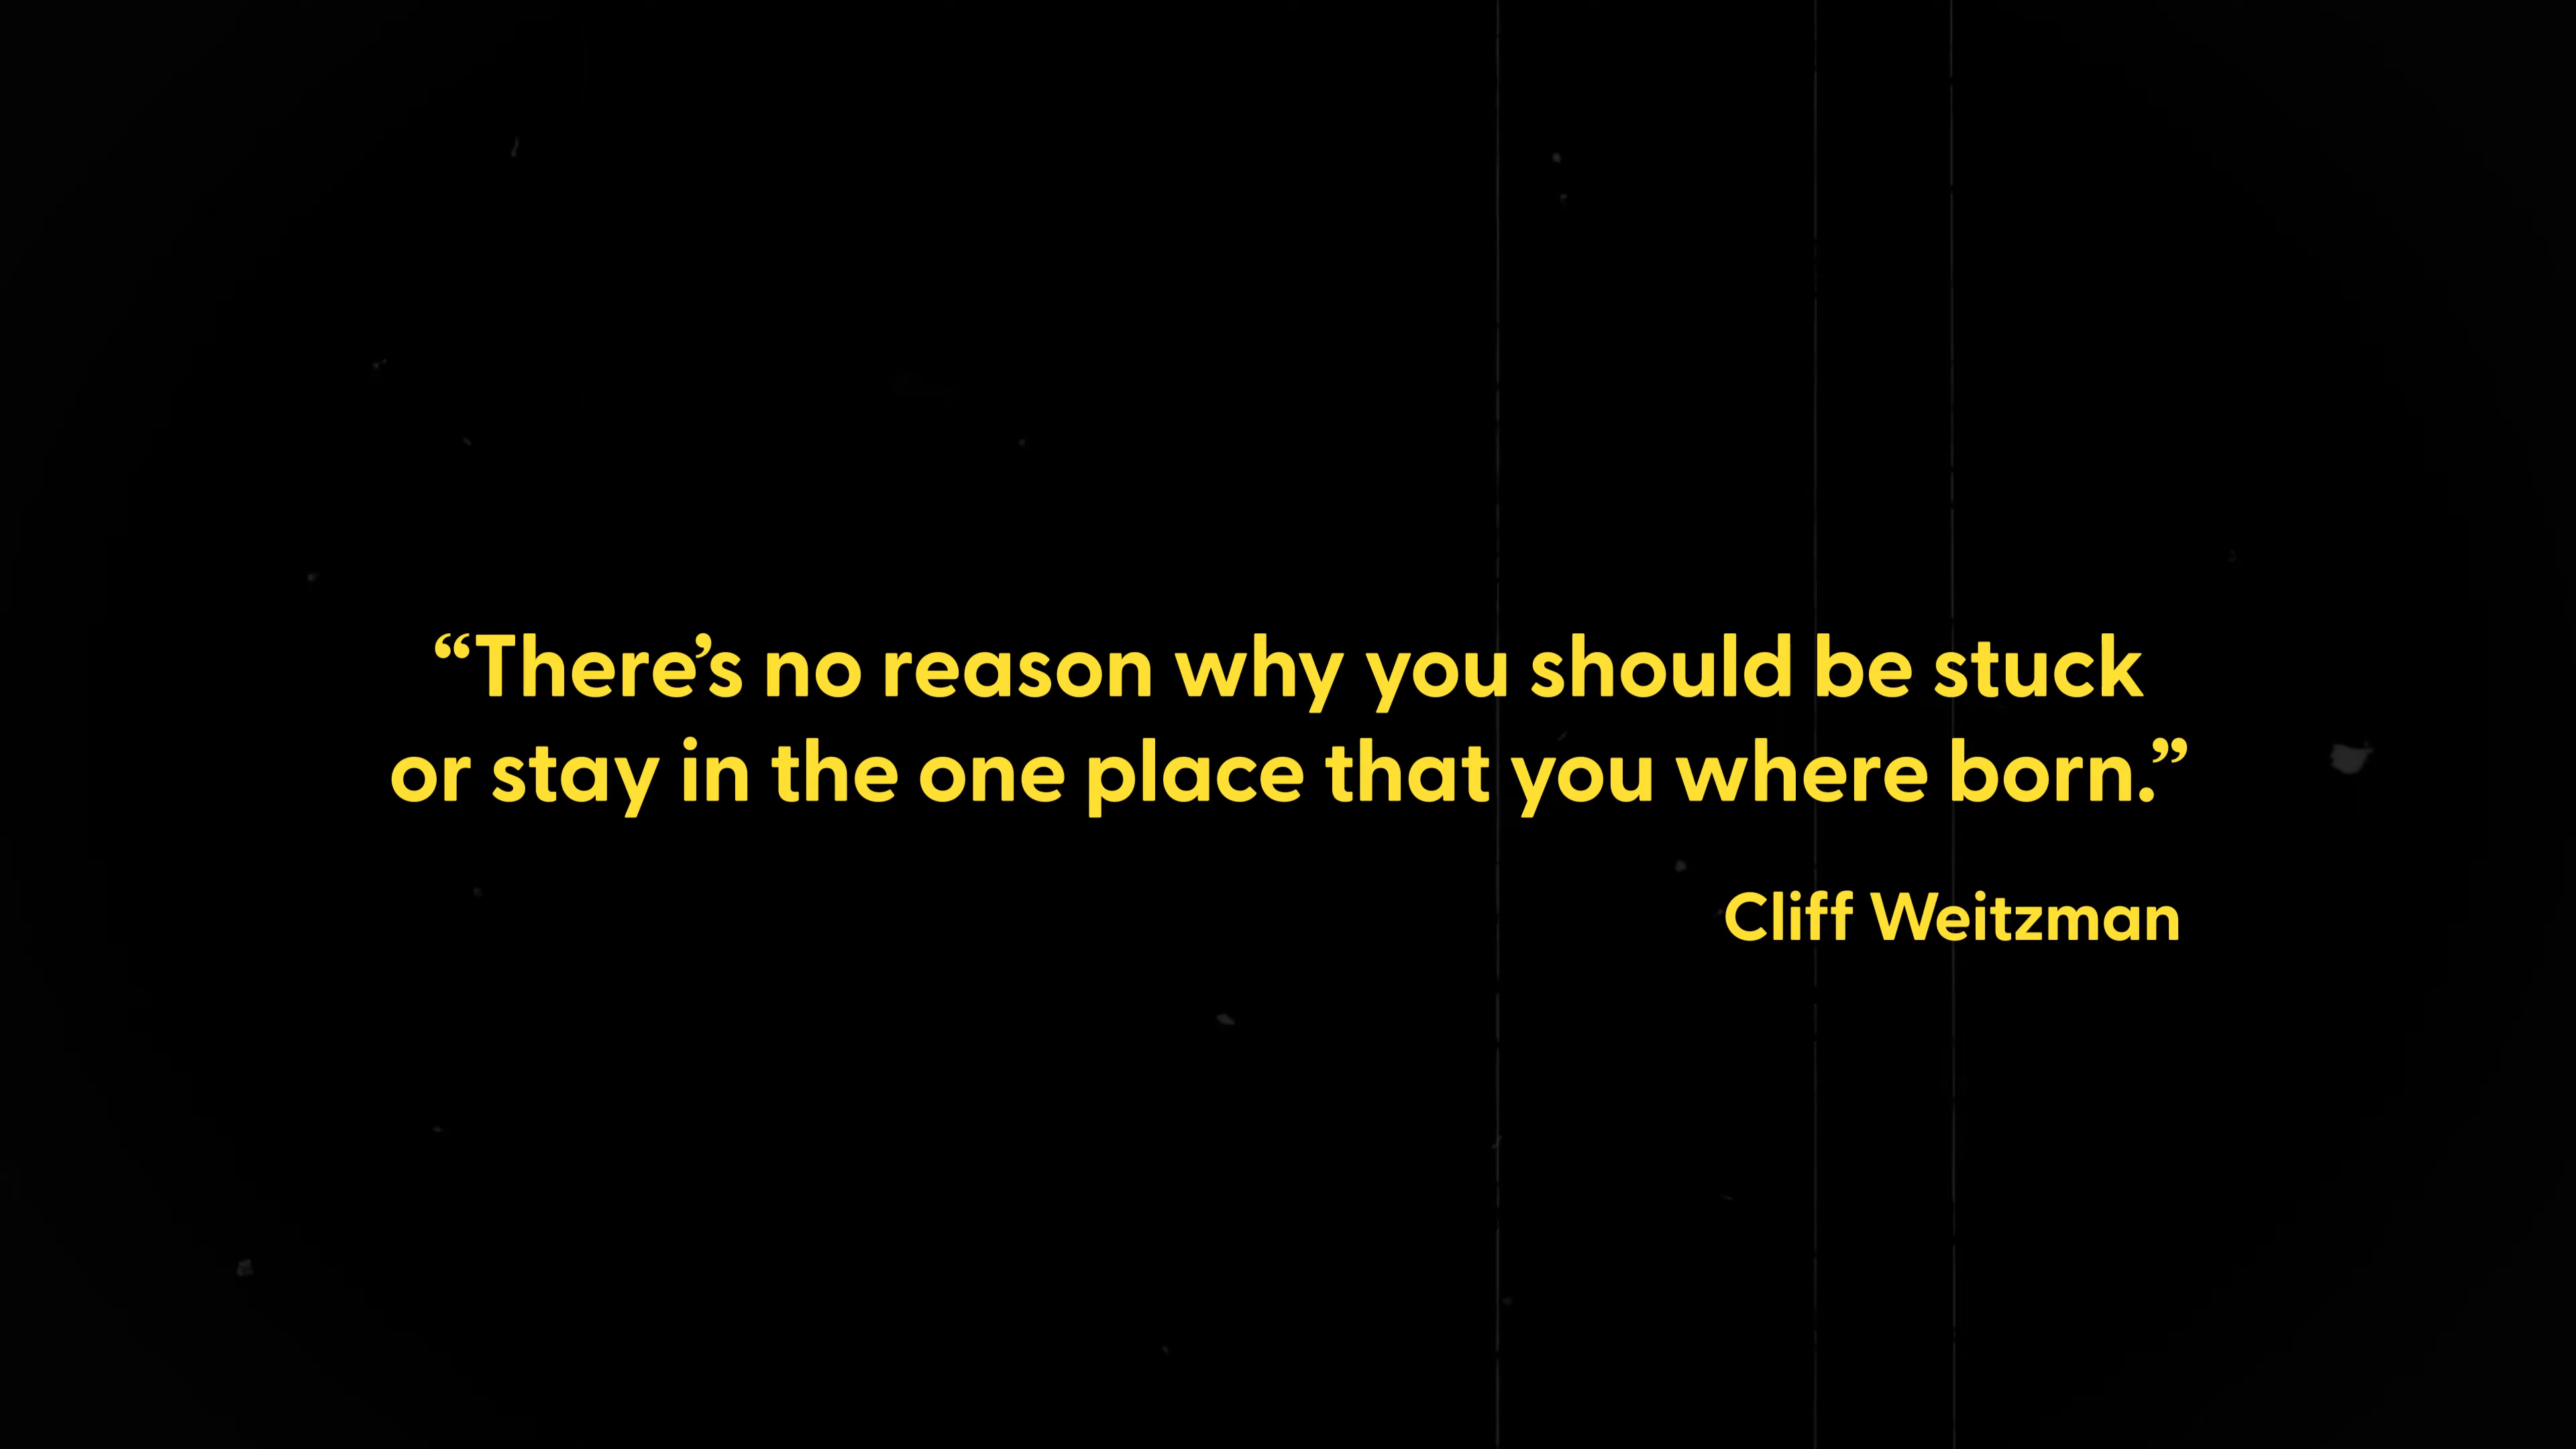 “There’s no reason why you should be stuck
or stay in the one place that you where born.”
Cliff Weitzman